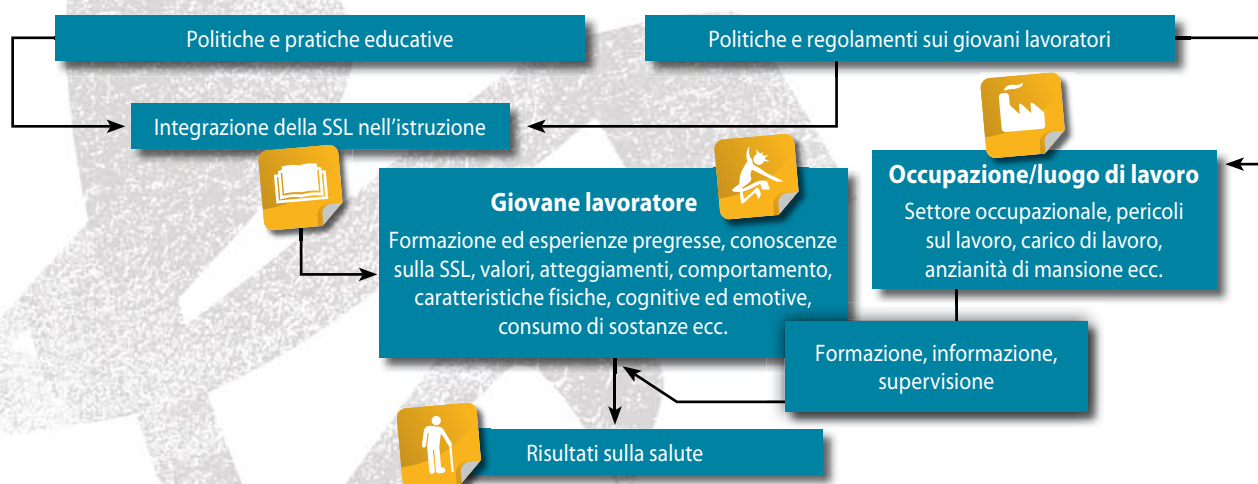 Politiche e pratiche educative
Politiche e regolamenti sui giovani lavoratori
Integrazione della SSL nell'istruzione
Giovane lavoratore
Formazione ed esperienze pregresse, conoscenze
sulla SSL, valori, atteggiamenti, comportamento,
caratteristiche fisiche, cognitive ed emotive,
consumo di sostanze ecc.
Occupazione/luogo di lavoro
Settore occupazionale, pericoli
sul lavoro, carico di lavoro,
anzianità di mansione ecc.
Formazione, informazione,
supervisione
Risultati sulla salute